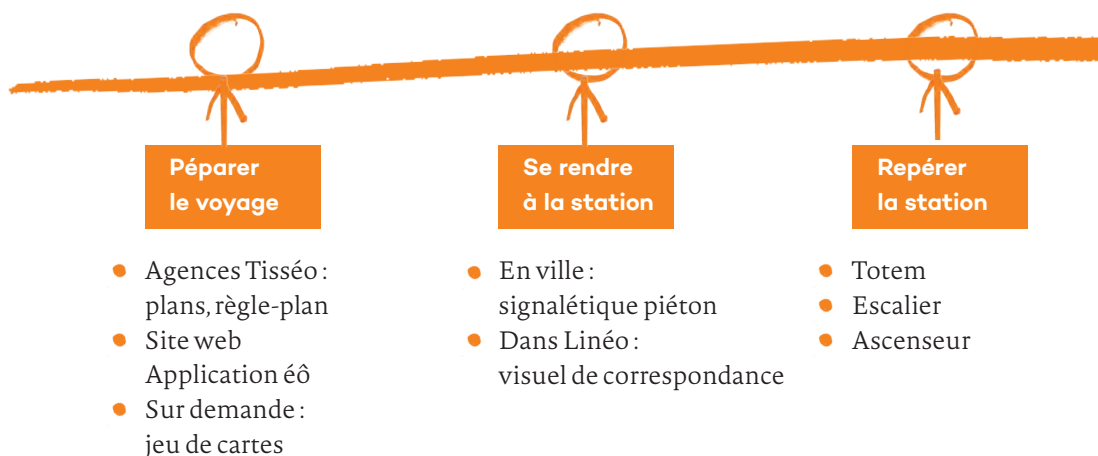 Péparer
le voyage
Se rendre
à la station
Repérer
la station
Agences Tisséo :
plans, règle-plan
Site web
Application éô
Sur demande :
jeu de cartes
En ville :
signalétique piéton
Dans Linéo :
visuel de correspondance
Totem
Escalier
Ascenseur